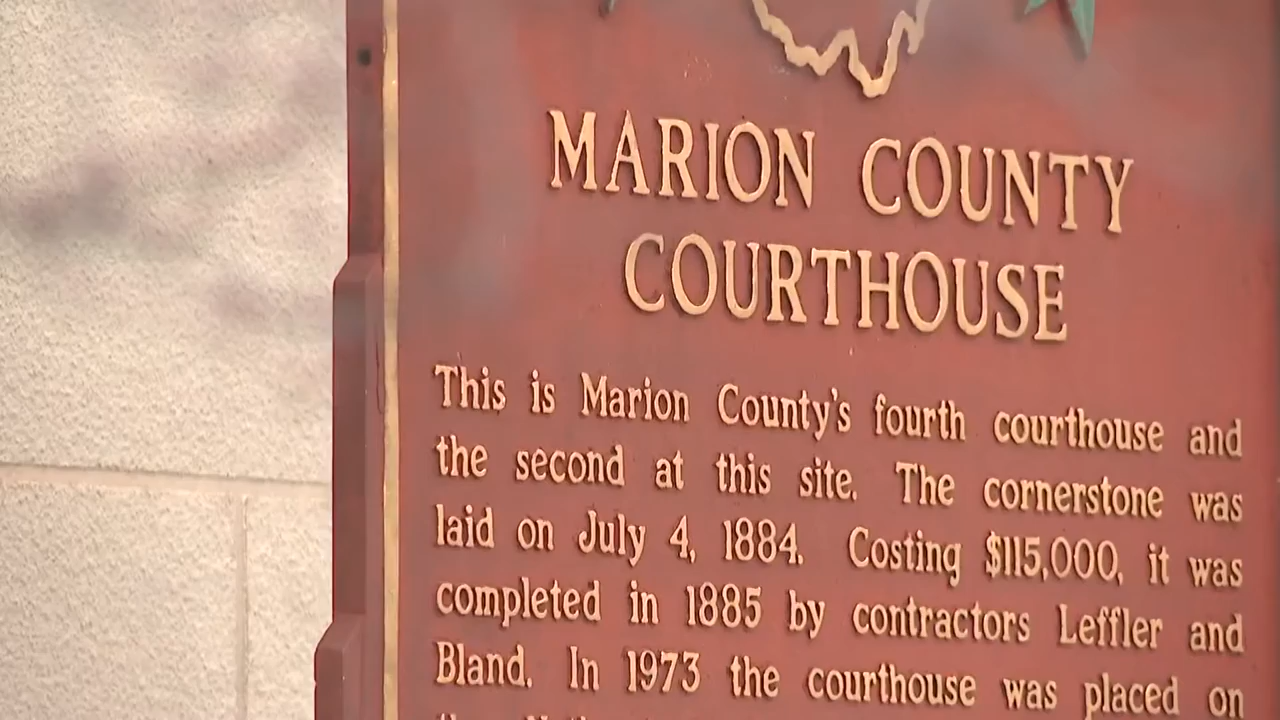 MARION COUNTY
COURTHOUSE
This is Marion County's fourth courthouse and
the second at this site. The cornerstone was
laid on July 4, 1884. Costing $115,000, it was
completed in 1885 by contractors Leffler and
Bland. In 1973 the courthouse was placed on